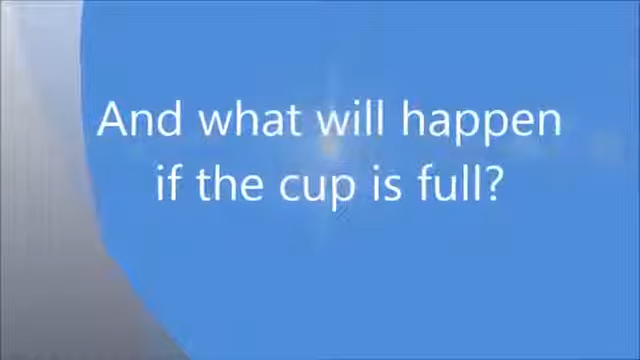 And what will happen
if the cup is full?